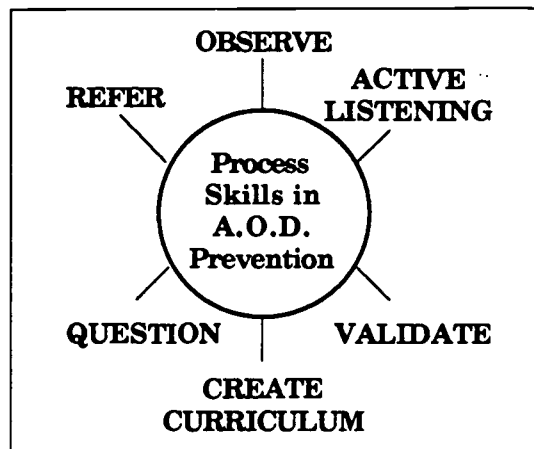 OBSERVE
ACTIVE
LISTENING
REFER
Process
Skills in
A.O.D.
Prevention
QUESTION
VALIDATE
CREATE
CURRICULUM